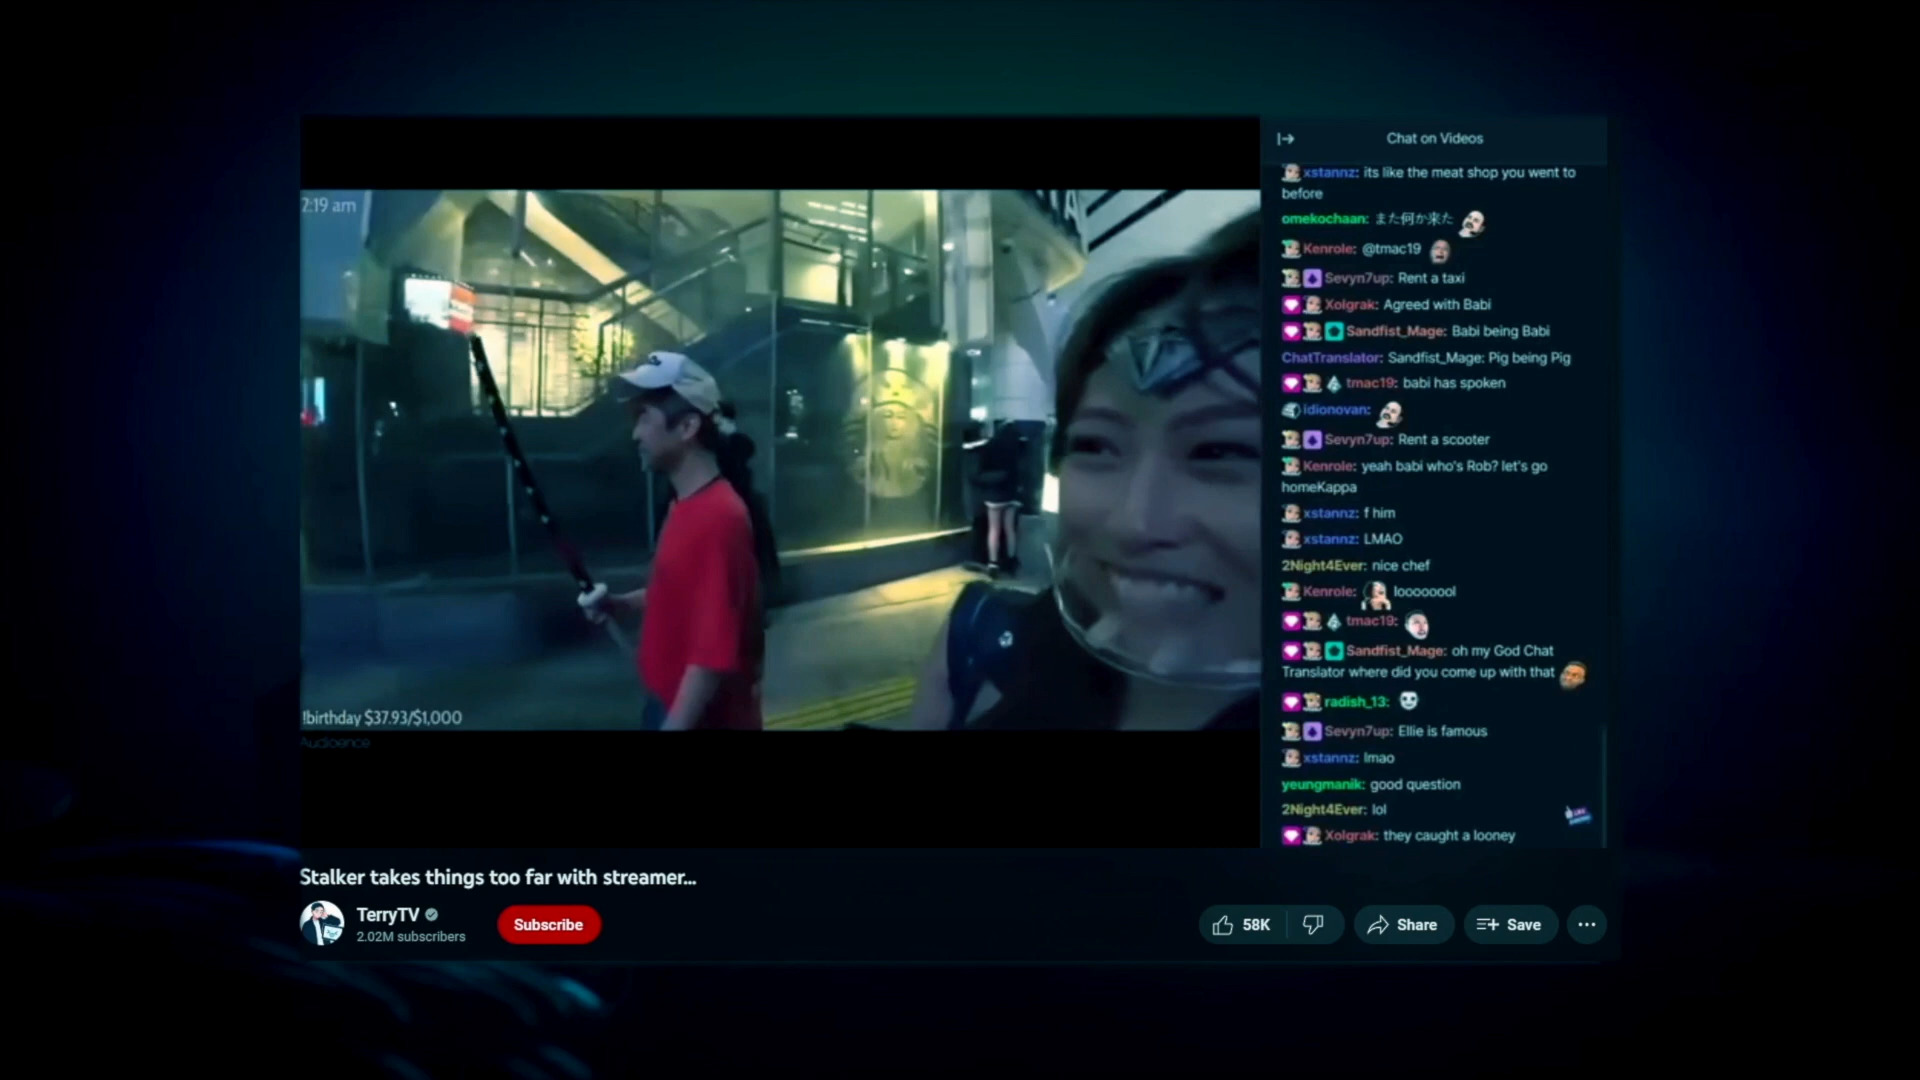 2:19 am
!birthday $37.93/$1,000
Audioence
Chat on Videos
xstannz: its like the meat shop you went to
before
omekochaan: また何か来た
Kenrole: @tmac19
Sevyn7up: Rent a taxi
Xolgrak: Agreed with Babi
Sandfist_Mage: Babi being Babi
ChatTranslator: Sandfist_Mage: Pig being Pig
tmac19: babi has spoken
idionovan:
Sevyn7up: Rent a scooter
Kenrole: yeah babi who's Rob? let's go
homeKappa
xstannz: f him
xstannz: LMAO
2Night4Ever: nice chef
Kenrole: loooooool
tmac19:
Sandfist_Mage: oh my God Chat
Translator where did you come up with that
radish_13:
Sevyn7up: Ellie is famous
xstannz: lmao
yeungmanik: good question
2Night4Ever: lol
Xolgrak: they caught a looney
Stalker takes things too far with streamer...
TerryTV
2.02M subscribers
Subscribe
58K
Share
Save